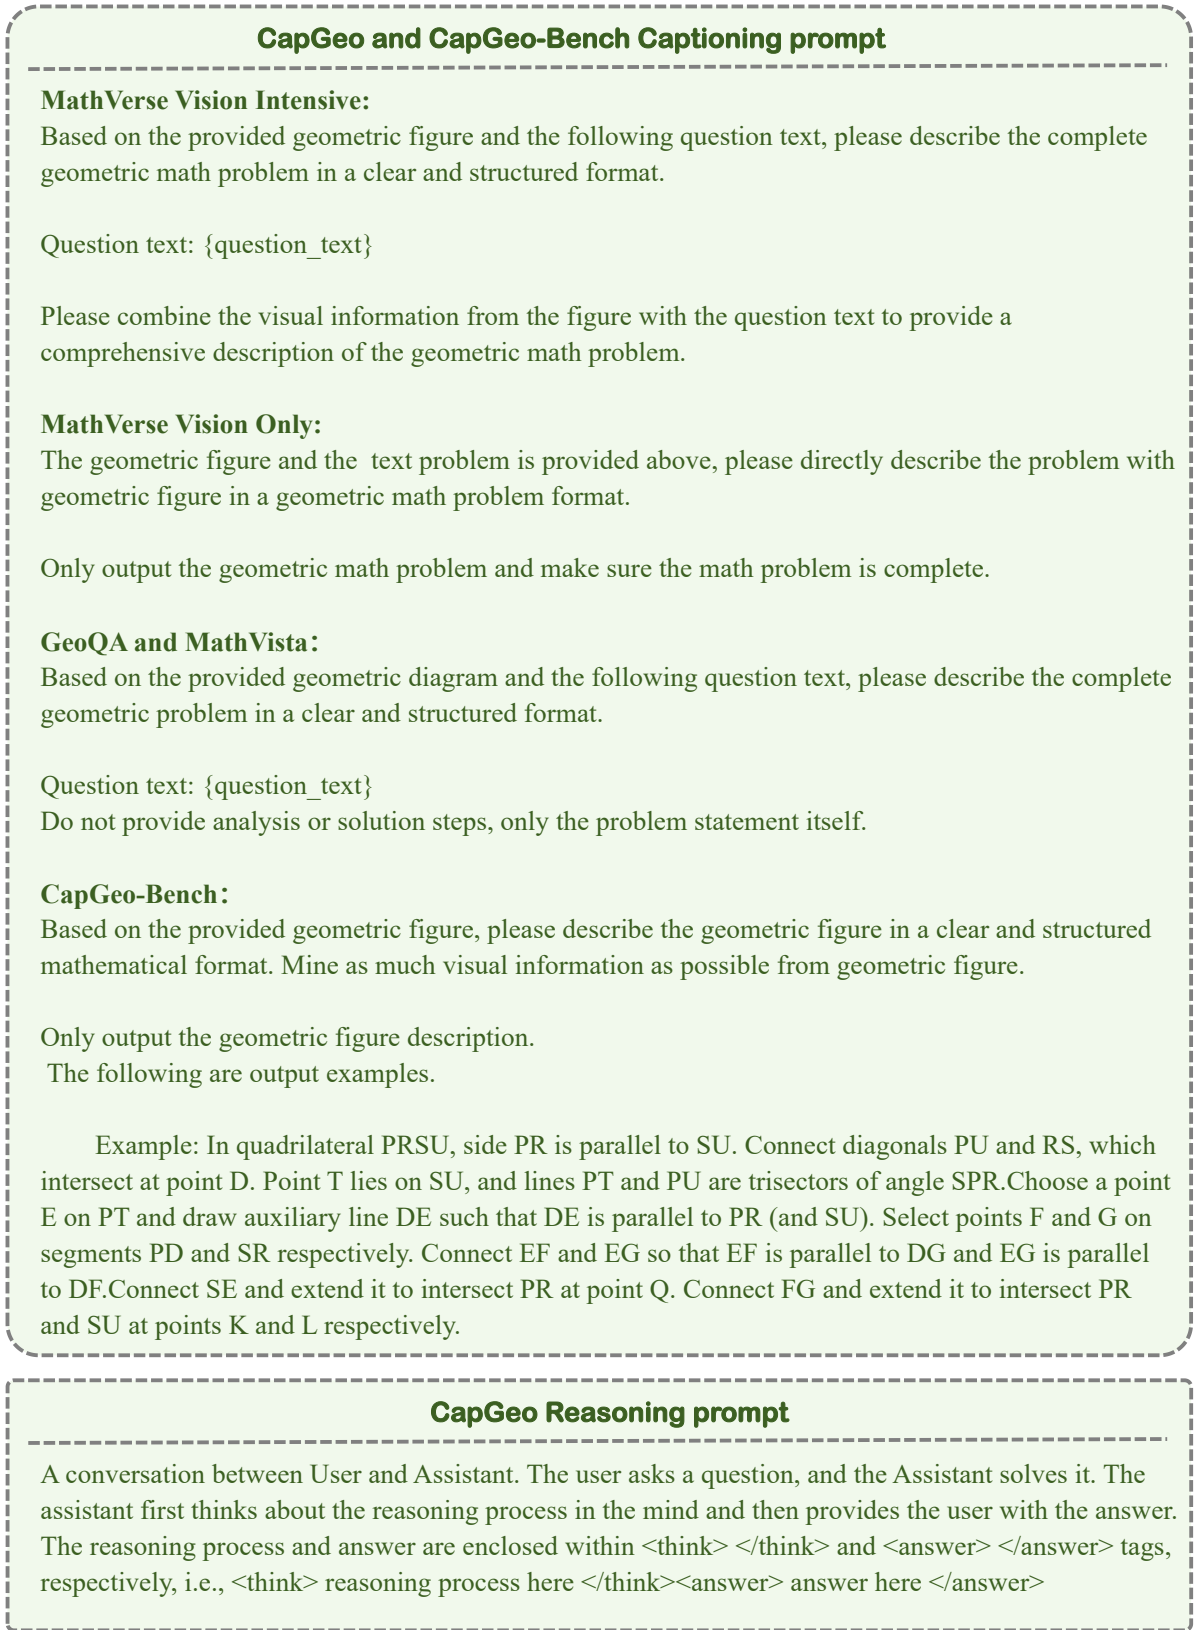 CapGeo and CapGeo-Bench Captioning prompt
MathVerse Vision Intensive:
Based on the provided geometric figure and the following question text, please describe the complete
geometric math problem in a clear and structured format.
Question text: {question_text}
Please combine the visual information from the figure with the question text to provide a
comprehensive description of the geometric math problem.
MathVerse Vision Only:
The geometric figure and the  text problem is provided above, please directly describe the problem with
geometric figure in a geometric math problem format.
Only output the geometric math problem and make sure the math problem is complete.
GeoQA and MathVista：
Based on the provided geometric diagram and the following question text, please describe the complete
geometric problem in a clear and structured format.
Question text: {question_text}
Do not provide analysis or solution steps, only the problem statement itself.
CapGeo-Bench：
Based on the provided geometric figure, please describe the geometric figure in a clear and structured
mathematical format. Mine as much visual information as possible from geometric figure.
Only output the geometric figure description.
The following are output examples.
Example: In quadrilateral PRSU, side PR is parallel to SU. Connect diagonals PU and RS, which
intersect at point D. Point T lies on SU, and lines PT and PU are trisectors of angle SPR.Choose a point
E on PT and draw auxiliary line DE such that DE is parallel to PR (and SU). Select points F and G on
segments PD and SR respectively. Connect EF and EG so that EF is parallel to DG and EG is parallel
to DF.Connect SE and extend it to intersect PR at point Q. Connect FG and extend it to intersect PR
and SU at points K and L respectively.
CapGeo Reasoning prompt
A conversation between User and Assistant. The user asks a question, and the Assistant solves it. The
assistant first thinks about the reasoning process in the mind and then provides the user with the answer.
The reasoning process and answer are enclosed within <think> </think> and <answer> </answer> tags,
respectively, i.e., <think> reasoning process here </think><answer> answer here </answer>